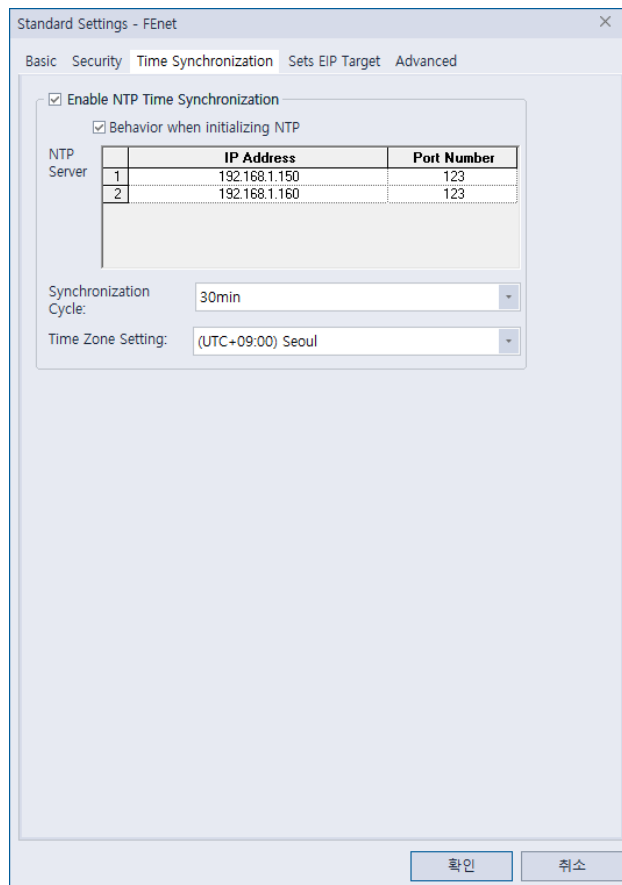 Standard Settings - FEnet
Basic Security Time Synchronization Sets EIP Target Advanced
Enable NTP Time Synchronization
Behavior when initializing NTP
NTP Server
IP Address Port Number
1 192.168.1.150 123
2 192.168.1.160 123
Synchronization Cycle: 30min
Time Zone Setting: (UTC+09:00) Seoul
확인 취소